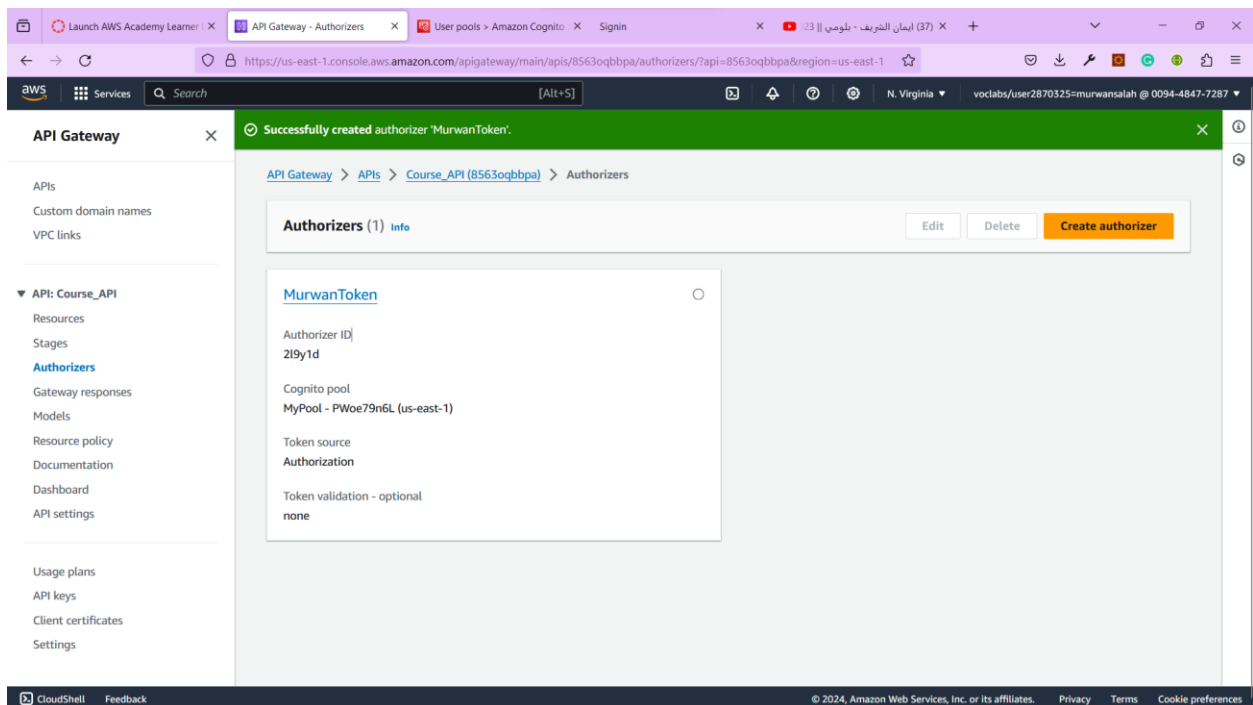 Launch AWS Academy Learner
API Gateway - Authorizers
User pools > Amazon Cognito
Signin
(37) ايمان الشريف - بلومي || 23
https://us-east-1.console.aws.amazon.com/apigateway/main/apis/8563oqbbpa/authorizers/?api=8563oqbbpa&region=us-east-1
aws
Services
Search
[Alt+S]
N. Virginia
voclabs/user2870325=murwansalah @ 0094-4847-7287
API Gateway
APIs
Custom domain names
VPC links
API: Course_API
Resources
Stages
Authorizers
Gateway responses
Models
Resource policy
Documentation
Dashboard
API settings
Usage plans
API keys
Client certificates
Settings
Successfully created authorizer 'MurwanToken'.
API Gateway > APIs > Course_API (8563oqbbpa) > Authorizers
Authorizers (1) Info
Edit
Delete
Create authorizer
MurwanToken
Authorizer ID
2l9y1d
Cognito pool
MyPool - PWoe79n6L (us-east-1)
Token source
Authorization
Token validation - optional
none
CloudShell
Feedback
© 2024, Amazon Web Services, Inc. or its affiliates.
Privacy
Terms
Cookie preferences